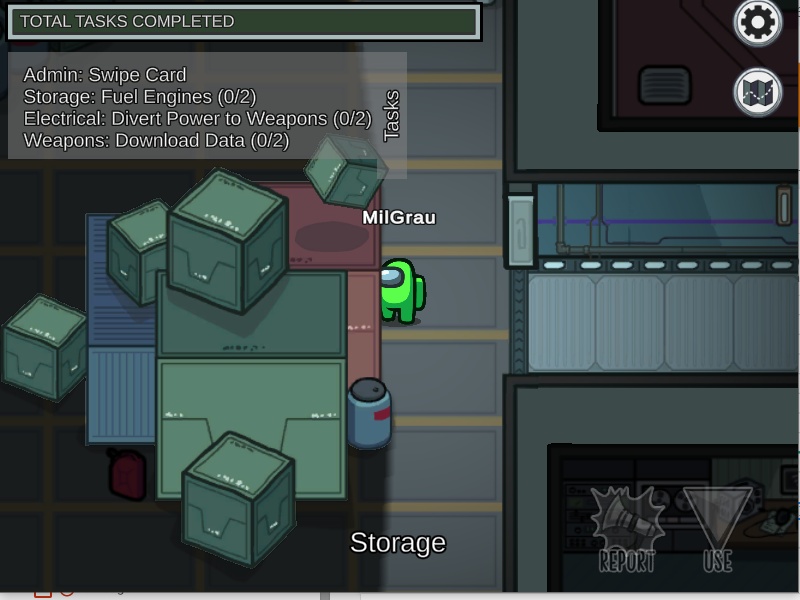 TOTAL TASKS COMPLETED
Admin: Swipe Card
Storage: Fuel Engines (0/2)
Electrical: Divert Power to Weapons (0/2)
Weapons: Download Data (0/2)
Tasks
MilGrau
Storage
REPORT
USE